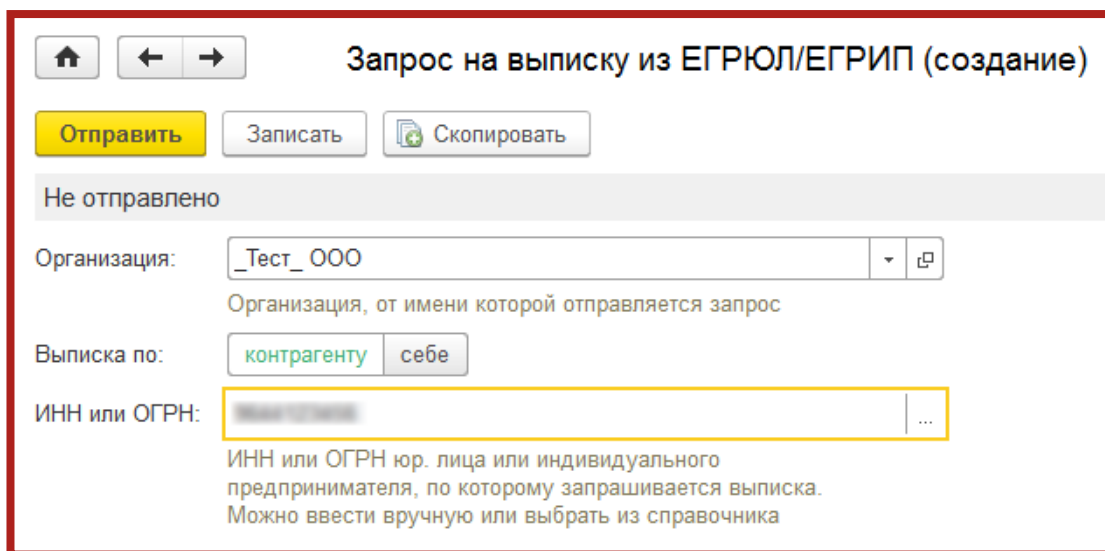 Запрос на выписку из ЕГРЮЛ/ЕГРИП (создание)
Отправить Записать Скопировать
Не отправлено
Организация: _Тест_ ООО
Организация, от имени которой отправляется запрос
Выписка по: контрагенту себе
ИНН или ОГРН: ...
ИНН или ОГРН юр. лица или индивидуального
предпринимателя, по которому запрашивается выписка.
Можно ввести вручную или выбрать из справочника